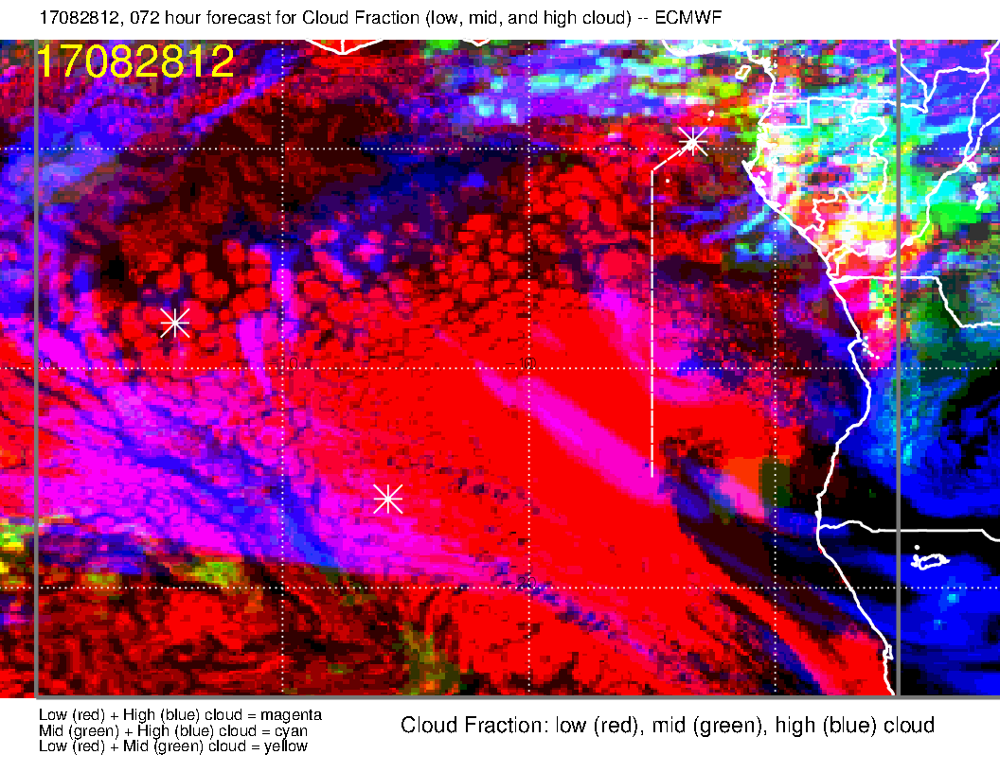 17082812, 072 hour forecast for Cloud Fraction (low, mid, and high cloud) -- ECMWF
17082812
Low (red) + High (blue) cloud = magenta
Mid (green) + High (blue) cloud = cyan
Low (red) + Mid (green) cloud = yellow
Cloud Fraction: low (red), mid (green), high (blue) cloud